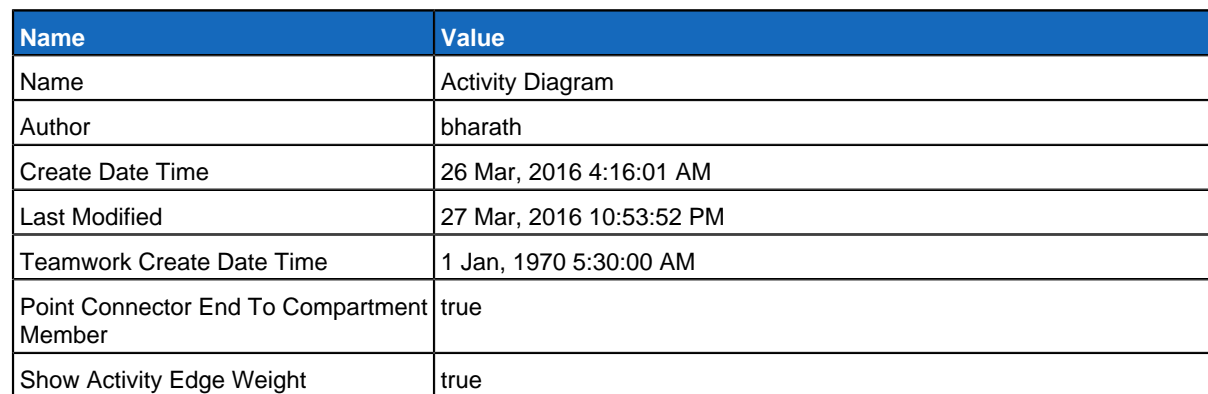 Name Value
Name Activity Diagram
Author bharath
Create Date Time 26 Mar, 2016 4:16:01 AM
Last Modified 27 Mar, 2016 10:53:52 PM
Teamwork Create Date Time 1 Jan, 1970 5:30:00 AM
Point Connector End To Compartment true
Member
Show Activity Edge Weight true